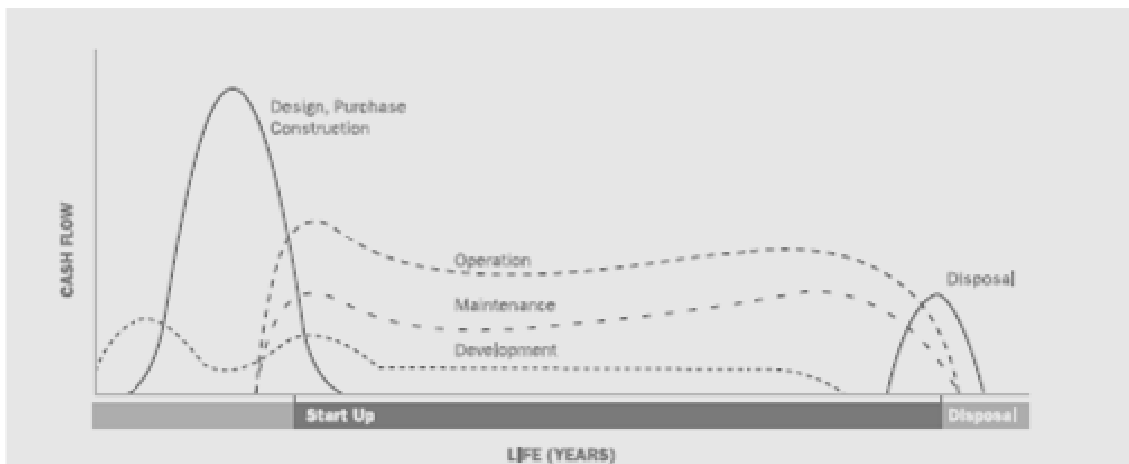 Design, Purchase
Construction
CASH FLOW
Operation
Disposal
Maintenance
Development
Start Up
Disposal
LIFE (YEARS)